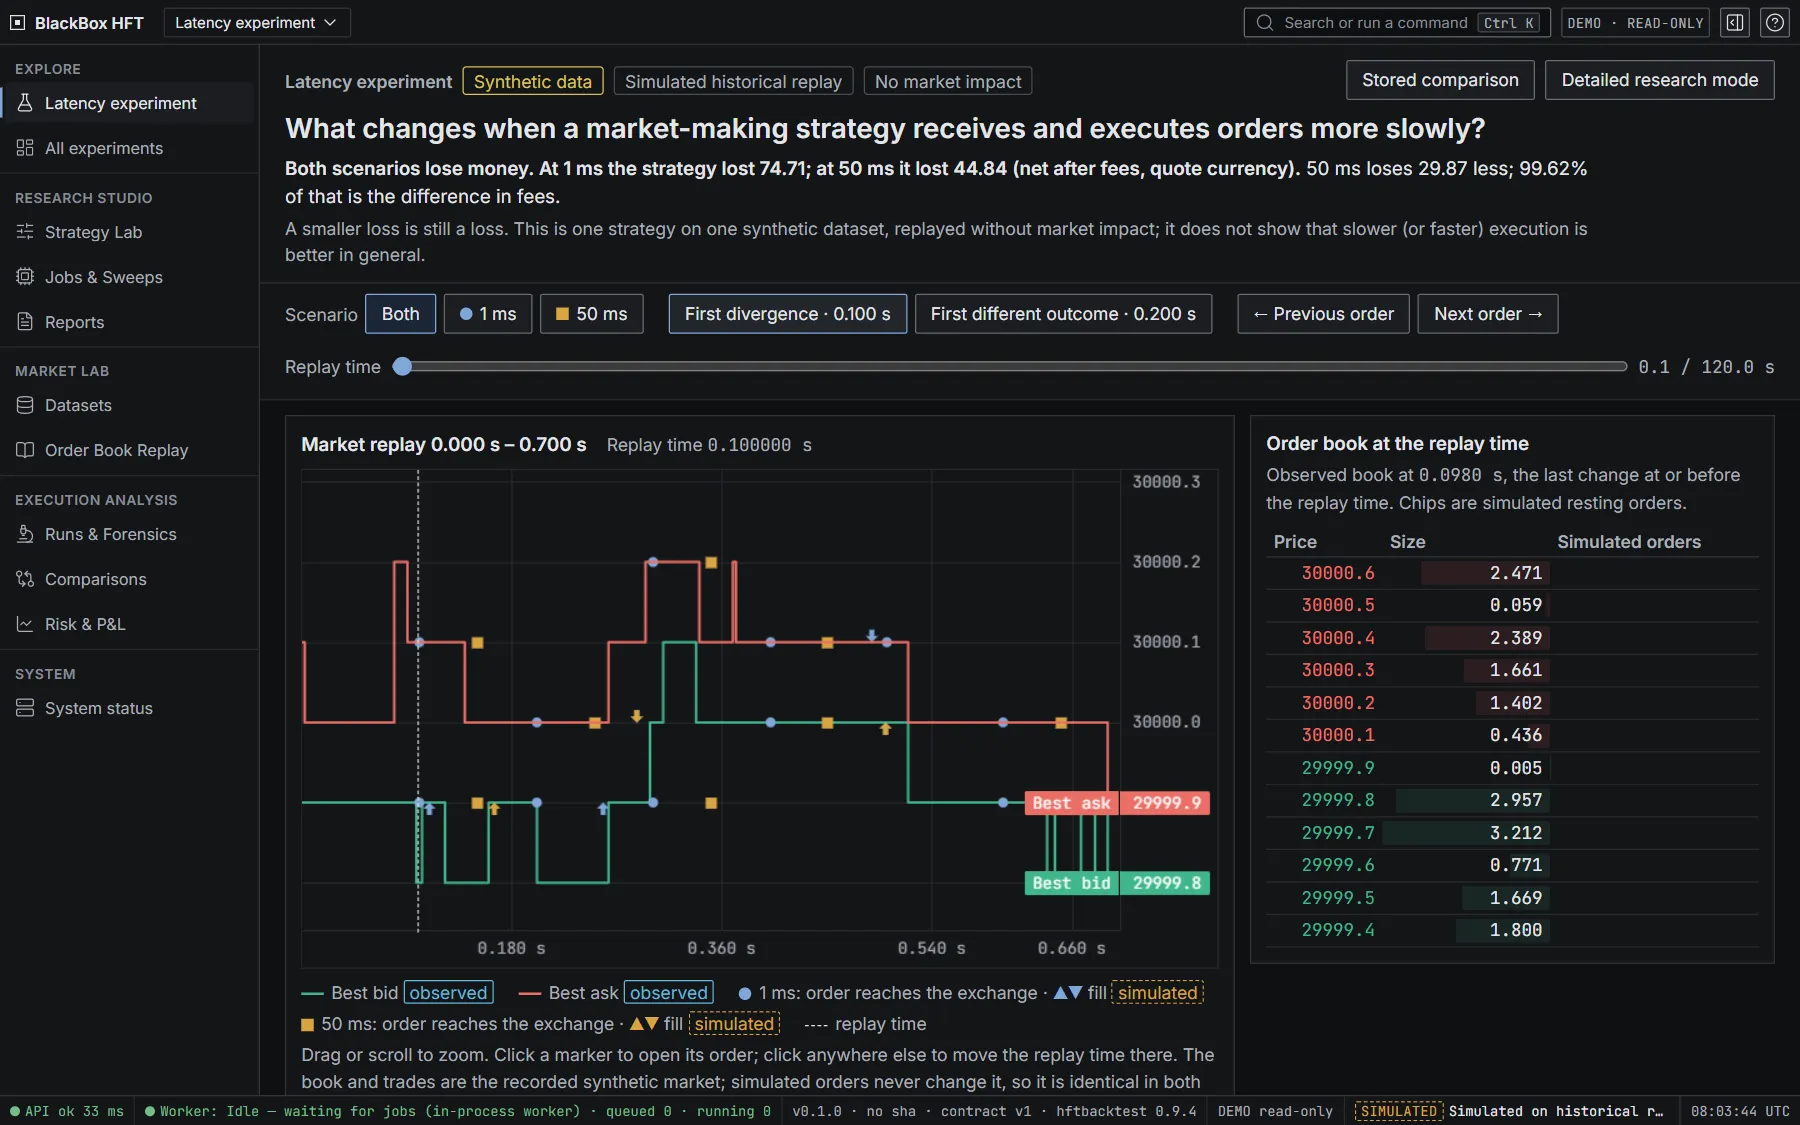 BlackBox HFT
Latency experiment
Search or run a command Ctrl K
DEMO · READ-ONLY
EXPLORE
Latency experiment
All experiments
RESEARCH STUDIO
Strategy Lab
Jobs & Sweeps
Reports
MARKET LAB
Datasets
Order Book Replay
EXECUTION ANALYSIS
Runs & Forensics
Comparisons
Risk & P&L
SYSTEM
System status
Latency experiment Synthetic data Simulated historical replay No market impact
Stored comparison Detailed research mode
What changes when a market-making strategy receives and executes orders more slowly?
Both scenarios lose money. At 1 ms the strategy lost 74.71; at 50 ms it lost 44.84 (net after fees, quote currency). 50 ms loses 29.87 less; 99.62%
of that is the difference in fees.
A smaller loss is still a loss. This is one strategy on one synthetic dataset, replayed without market impact; it does not show that slower (or faster) execution is
better in general.
Scenario Both 1 ms 50 ms First divergence · 0.100 s First different outcome · 0.200 s ← Previous order Next order →
Replay time 0.1 / 120.0 s
Market replay 0.000 s – 0.700 s Replay time 0.100000 s
30000.3
30000.2
30000.1
30000.0
Best ask 29999.9
Best bid 29999.8
0.180 s 0.360 s 0.540 s 0.660 s
Best bid observed Best ask observed 1 ms: order reaches the exchange · ▲▼ fill simulated
50 ms: order reaches the exchange · ▲▼ fill simulated replay time
Drag or scroll to zoom. Click a marker to open its order; click anywhere else to move the replay time there. The
book and trades are the recorded synthetic market; simulated orders never change it, so it is identical in both
Order book at the replay time
Observed book at 0.0980 s, the last change at or before
the replay time. Chips are simulated resting orders.
Price Size Simulated orders
30000.6 2.471
30000.5 0.059
30000.4 2.389
30000.3 1.661
30000.2 1.402
30000.1 0.436
29999.9 0.005
29999.8 2.957
29999.7 3.212
29999.6 0.771
29999.5 1.669
29999.4 1.800
API ok 33 ms
Worker: Idle — waiting for jobs (in-process worker) · queued 0 · running 0
v0.1.0 · no sha · contract v1 · hftbacktest 0.9.4
DEMO read-only
SIMULATED Simulated on historical r…
08:03:44 UTC